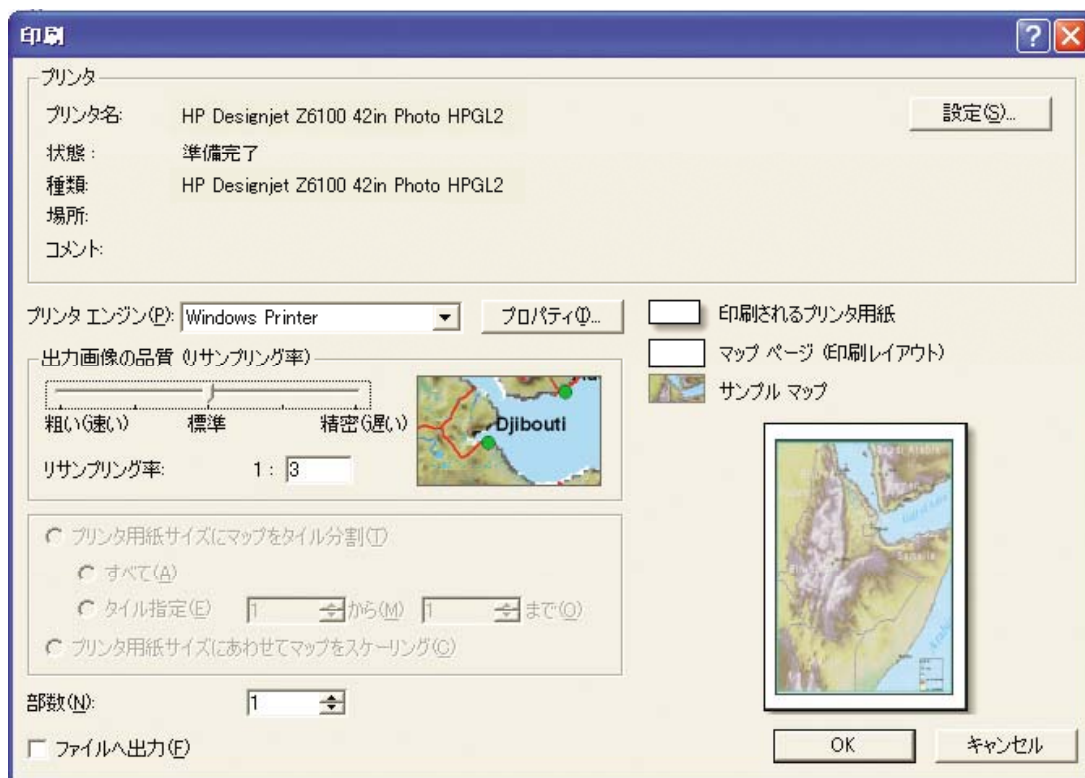 印刷
プリンタ
プリンタ名: HP Designjet Z6100 42in Photo HPGL2
設定(S)...
状態: 準備完了
種類: HP Designjet Z6100 42in Photo HPGL2
場所:
コメント:
プリンタ エンジン(P): Windows Printer
プロパティ(I)...
出力画像の品質 (リサンプリング率)
粗い(速い) 標準 精密(遅い)
リサンプリング率: 1 : 3
Djibouti
印刷されるプリンタ用紙
マップ ページ (印刷レイアウト)
サンプル マップ
プリンタ用紙サイズにマップをタイル分割(T)
すべて(A)
タイル指定(E) 1 から(M) 1 まで(O)
プリンタ用紙サイズにあわせてマップをスケーリング(C)
部数(N): 1
ファイルへ出力(F)
Somalia
OK
キャンセル